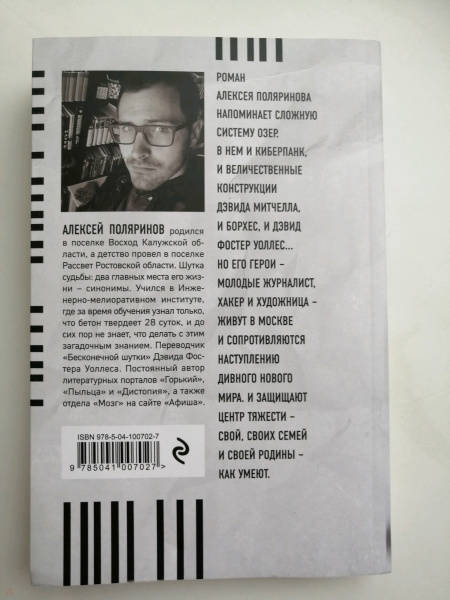 АЛЕКСЕЙ ПОЛЯРИНОВ родился
в поселке Восход Калужской об-
ласти, а детство провел в поселке
Рассвет Ростовской области. Шутка
судьбы: два главных места его жиз-
ни – синонимы. Учился в Инже-
нерно-мелиоративном институте,
где за время обучения узнал только,
что бетон твердеет 28 суток, и до
сих пор не знает, что делать с этим
загадочным знанием. Переводчик
«Бесконечной шутки» Дэвида Фос-
тера Уоллеса. Постоянный автор
литературных порталов «Горький»,
«Пыльца» и «Дистопия», а также
отдела «Мозг» на сайте «Афиша».
ISBN 978-5-04-100702-7
9 785041 007027 >
РОМАН
АЛЕКСЕЯ ПОЛЯРИНОВА
НАПОМИНАЕТ СЛОЖНУЮ
СИСТЕМУ ОЗЕР.
В НЕМ И КИБЕРПАНК,
И ВЕЛИЧЕСТВЕННЫЕ
КОНСТРУКЦИИ
ДЭВИДА МИТЧЕЛЛА,
И БОРХЕС, И ДЭВИД
ФОСТЕР УОЛЛЕС...
НО ЕГО ГЕРОИ –
МОЛОДЫЕ ЖУРНАЛИСТ,
ХАКЕР И ХУДОЖНИЦА –
ЖИВУТ В МОСКВЕ
И СОПРОТИВЛЯЮТСЯ
НАСТУПЛЕНИЮ
ДИВНОГО НОВОГО
МИРА. И ЗАЩИЩАЮТ
ЦЕНТР ТЯЖЕСТИ –
СВОЙ, СВОИХ СЕМЕЙ
И СВОЕЙ РОДИНЫ –
КАК УМЕЮТ.